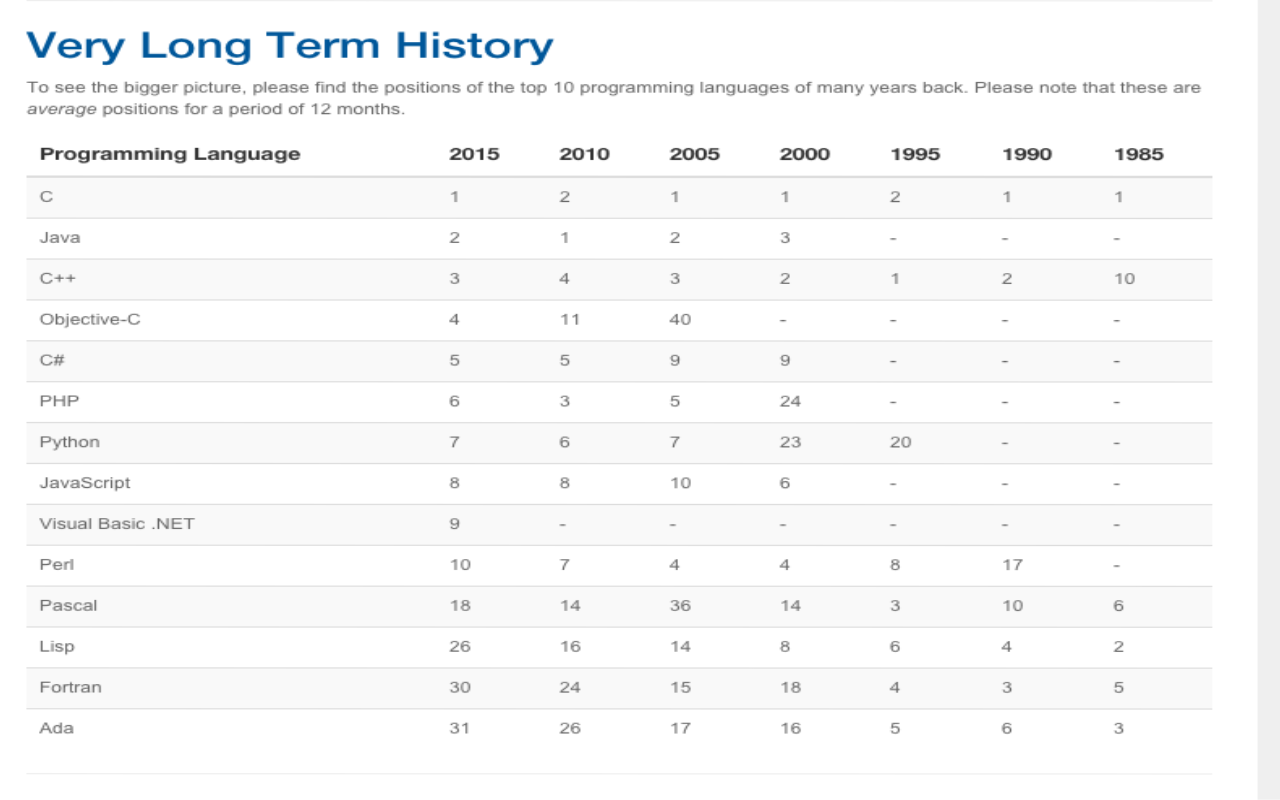 Very Long Term History
To see the bigger picture, please find the positions of the top 10 programming languages of many years back. Please note that these are
average positions for a period of 12 months.
Programming Language 2015 2010 2005 2000 1995 1990 1985
C 1 2 1 1 2 1 1
Java 2 1 2 3 - - -
C++ 3 4 3 2 1 2 10
Objective-C 4 11 40 - - - -
C# 5 5 9 9 - - -
PHP 6 3 5 24 - - -
Python 7 6 7 23 20 - -
JavaScript 8 8 10 6 - - -
Visual Basic .NET 9 - - - - - -
Perl 10 7 4 4 8 17 -
Pascal 18 14 36 14 3 10 6
Lisp 26 16 14 8 6 4 2
Fortran 30 24 15 18 4 3 5
Ada 31 26 17 16 5 6 3